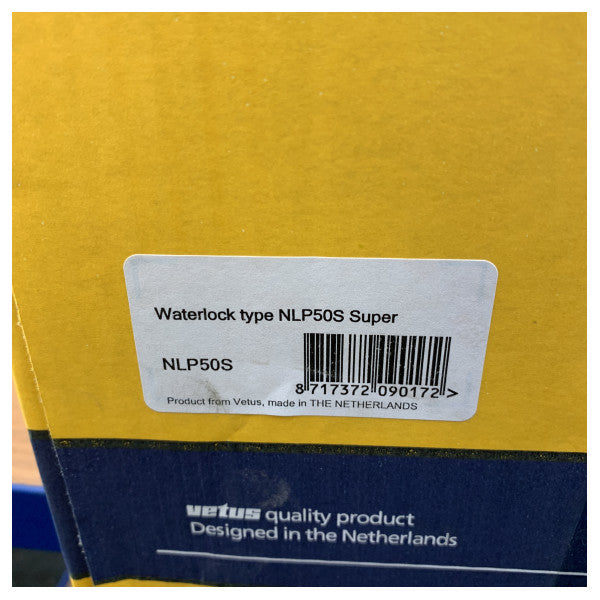 Waterlock type NLP50S Super
NLP50S
8 717372 090172 >
Product from Vetus, made in THE NETHERLANDS
vetus quality product
Designed in the Netherlands